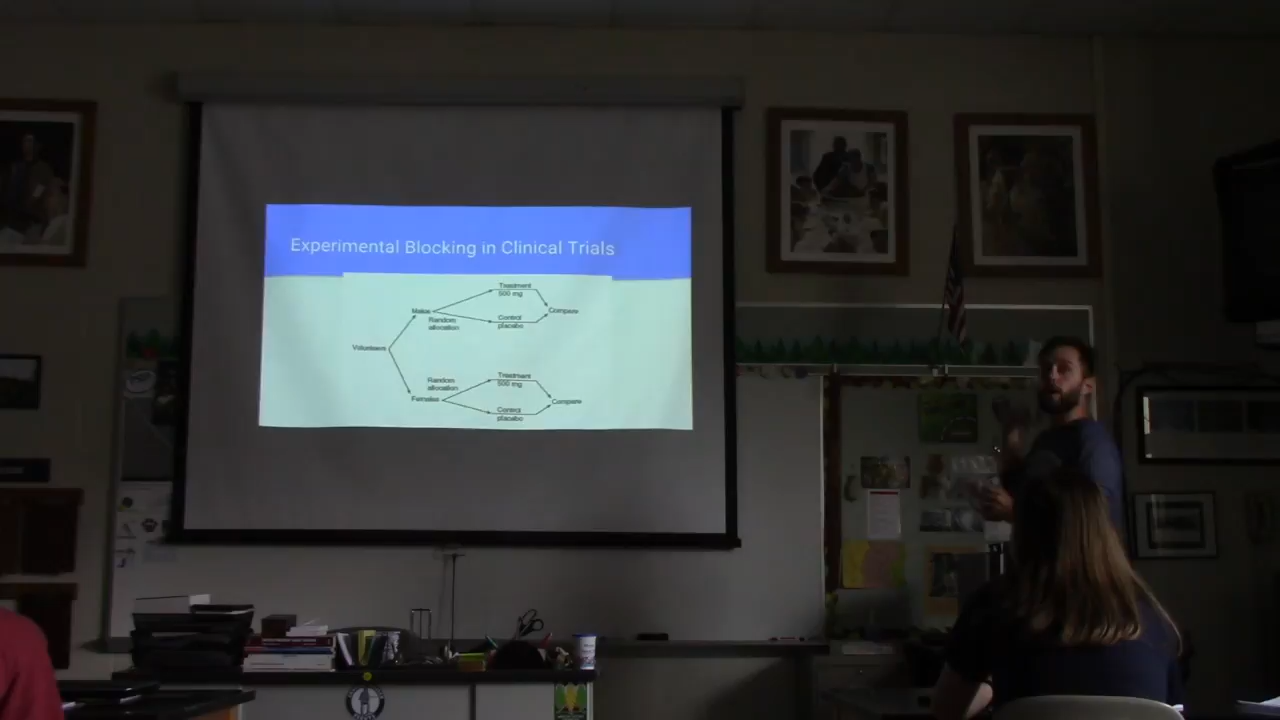 Experimental Blocking in Clinical Trials
Treatment
500 mg
Males
Compare
Random
allocation
Control
placebo
Volunteers
Random
allocation
Treatment
500 mg
Females
Compare
Control
placebo